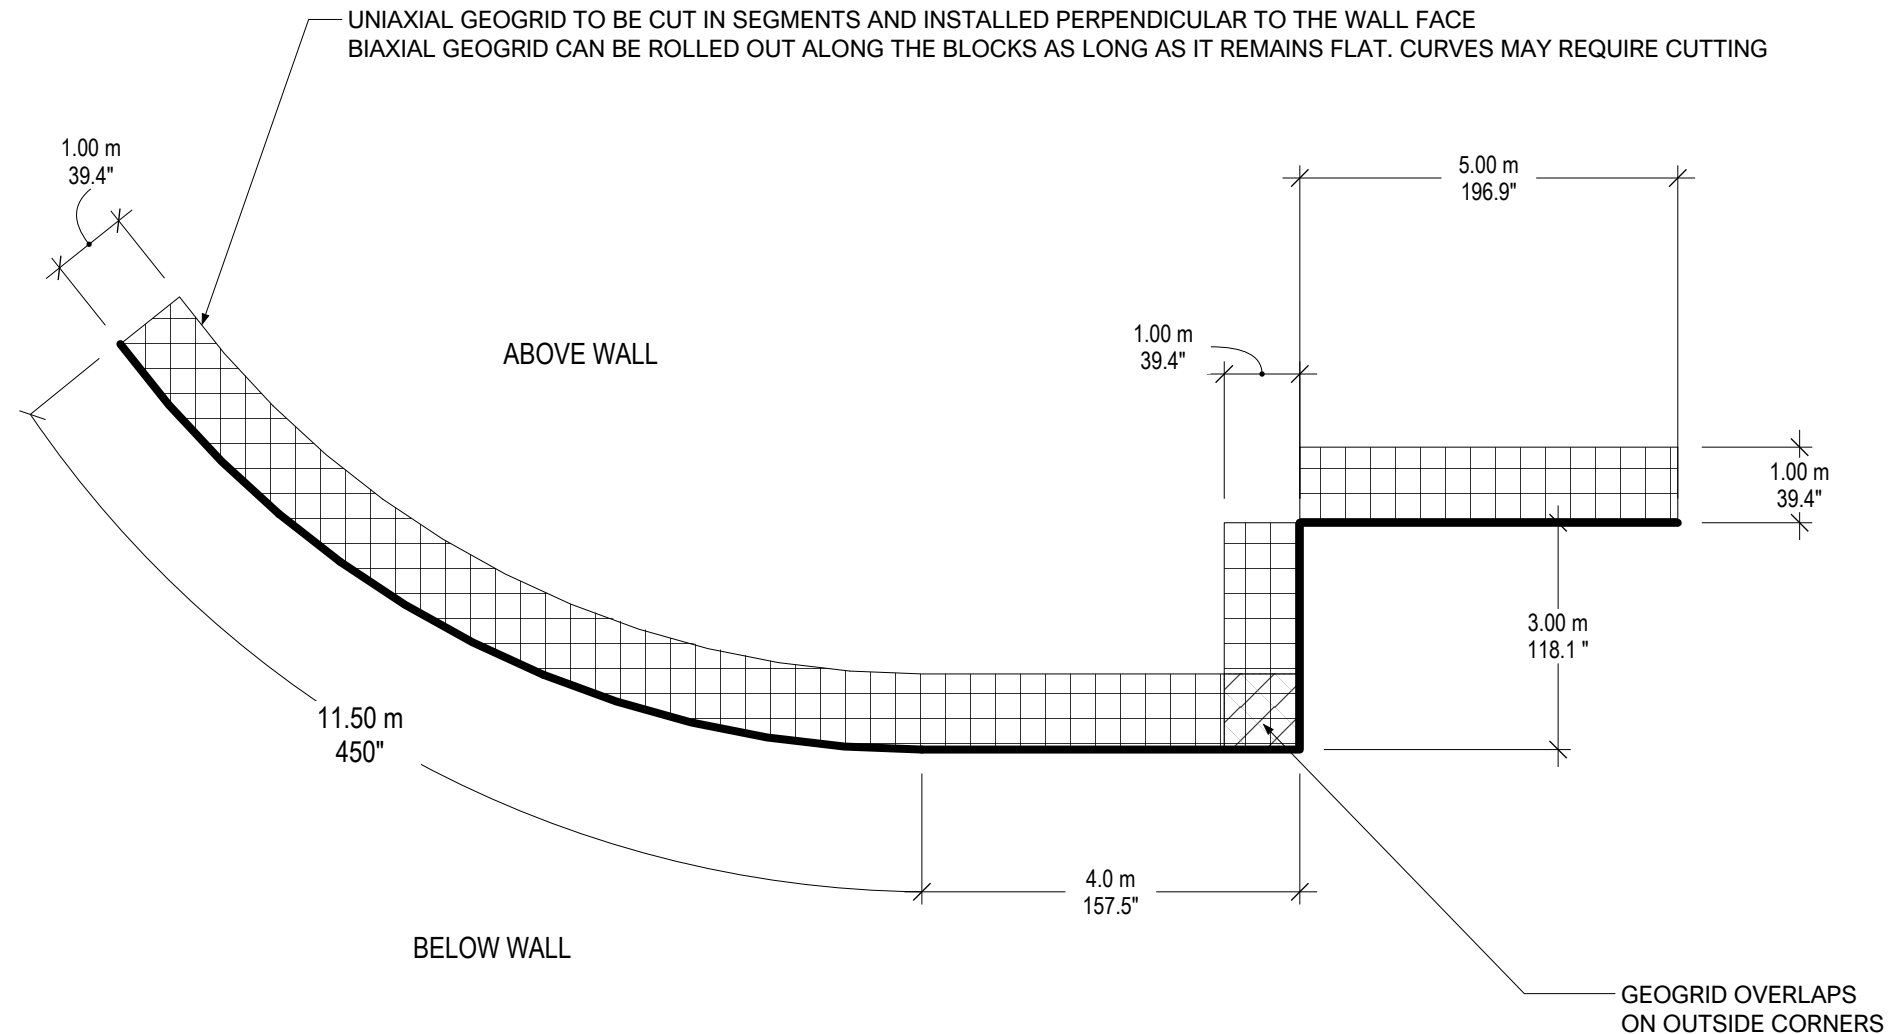 UNIAXIAL GEOGRID TO BE CUT IN SEGMENTS AND INSTALLED PERPENDICULAR TO THE WALL FACE
BIAXIAL GEOGRID CAN BE ROLLED OUT ALONG THE BLOCKS AS LONG AS IT REMAINS FLAT. CURVES MAY REQUIRE CUTTING
1.00 m
39.4"
5.00 m
196.9"
ABOVE WALL
1.00 m
39.4"
1.00 m
39.4"
3.00 m
118.1 "
11.50 m
450"
4.0 m
157.5"
BELOW WALL
GEOGRID OVERLAPS
ON OUTSIDE CORNERS